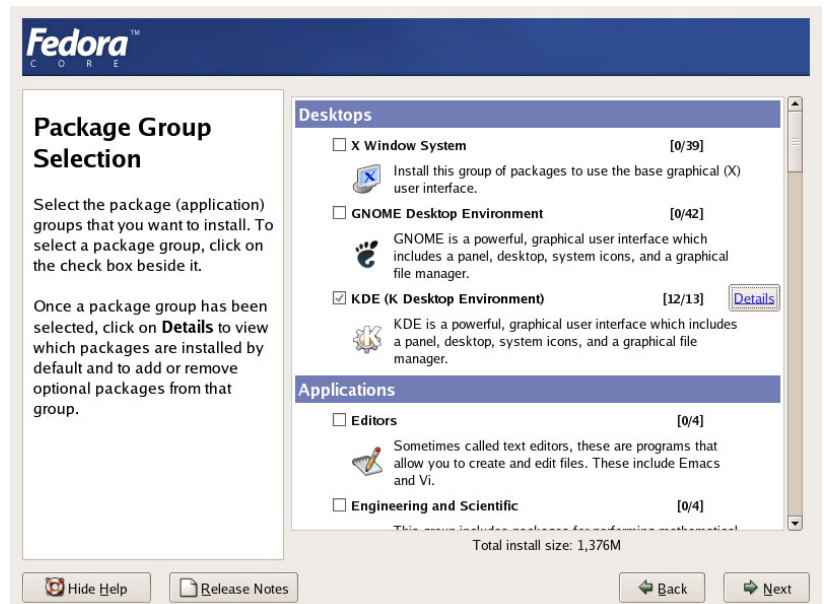 Fedora™
CORE
Package Group
Selection
Select the package (application)
groups that you want to install. To
select a package group, click on
the check box beside it.
Once a package group has been
selected, click on Details to view
which packages are installed by
default and to add or remove
optional packages from that
group.
Desktops
X Window System [0/39]
Install this group of packages to use the base graphical (X)
user interface.
GNOME Desktop Environment [0/42]
GNOME is a powerful, graphical user interface which
includes a panel, desktop, system icons, and a graphical
file manager.
KDE (K Desktop Environment) [12/13] Details
KDE is a powerful, graphical user interface which includes
a panel, desktop, system icons, and a graphical file
manager.
Applications
Editors [0/4]
Sometimes called text editors, these are programs that
allow you to create and edit files. These include Emacs
and Vi.
Engineering and Scientific [0/4]
This group includes packages for performing mathematical
Total install size: 1,376M
Hide Help
Release Notes
Back
Next